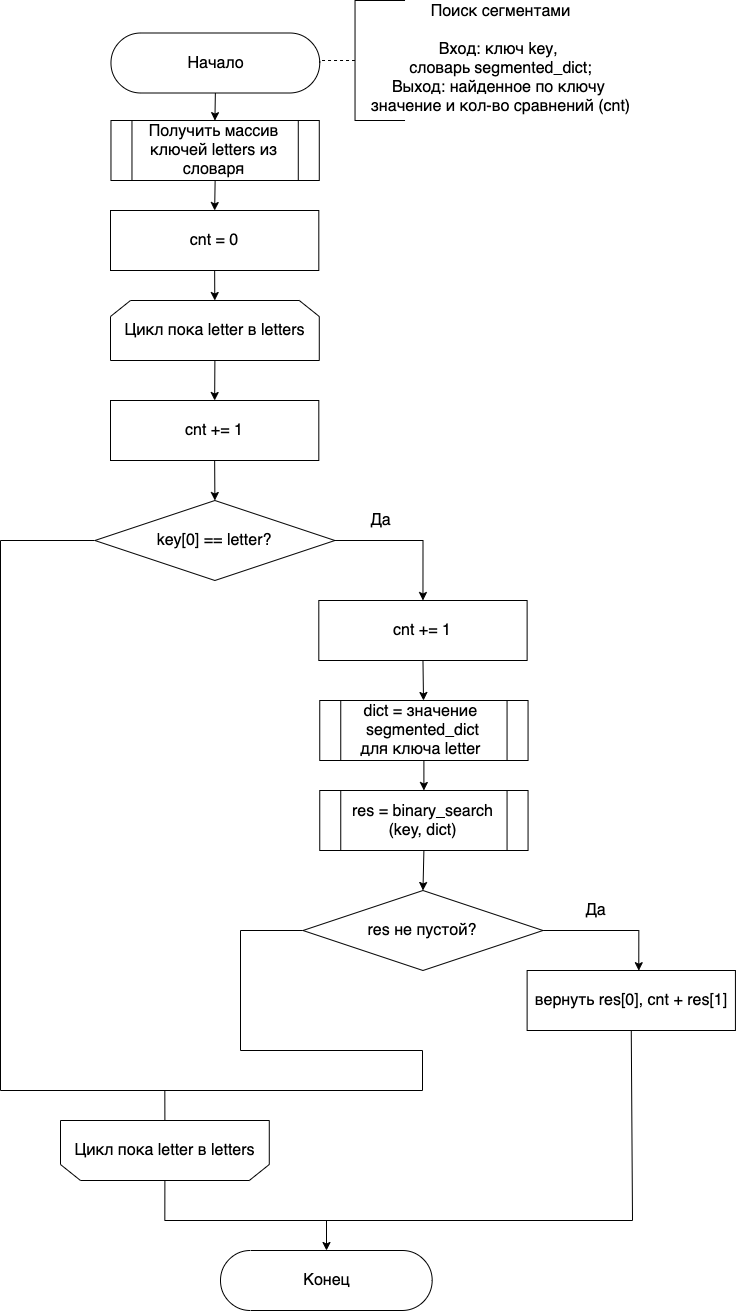 Поиск сегментами
Вход: ключ key,
словарь segmented_dict;
Выход: найденное по ключу
значение и кол-во сравнений (cnt)
Начало
Получить массив
ключей letters из
словаря
cnt = 0
Цикл пока letter в letters
cnt += 1
key[0] == letter?
Да
cnt += 1
dict = значение
segmented_dict
для ключа letter
res = binary_search
(key, dict)
res не пустой?
Да
вернуть res[0], cnt + res[1]
Цикл пока letter в letters
Конец